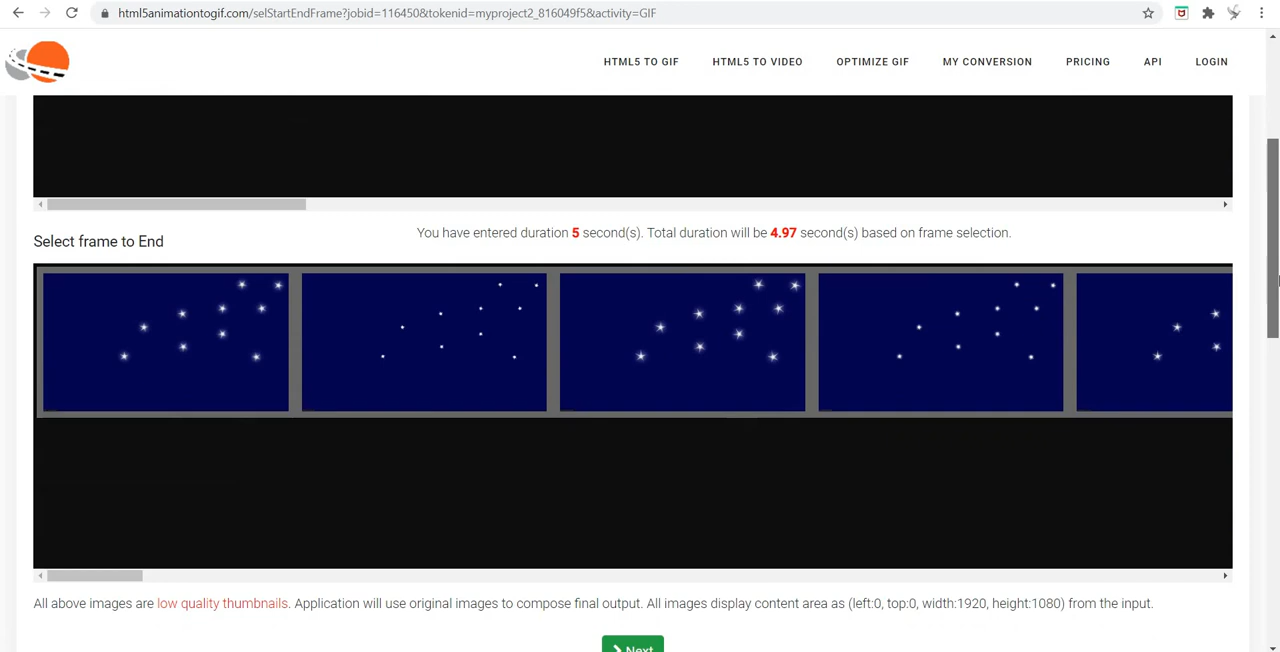 html5animationtogif.com/selStartEndFrame?jobid=116450&tokenid=myproject2_816049f5&activity=GIF
HTML5 TO GIF HTML5 TO VIDEO OPTIMIZE GIF MY CONVERSION PRICING API LOGIN
Select frame to End
You have entered duration 5 second(s). Total duration will be 4.97 second(s) based on frame selection.
All above images are low quality thumbnails. Application will use original images to compose final output. All images display content area as (left:0, top:0, width:1920, height:1080) from the input.
Next